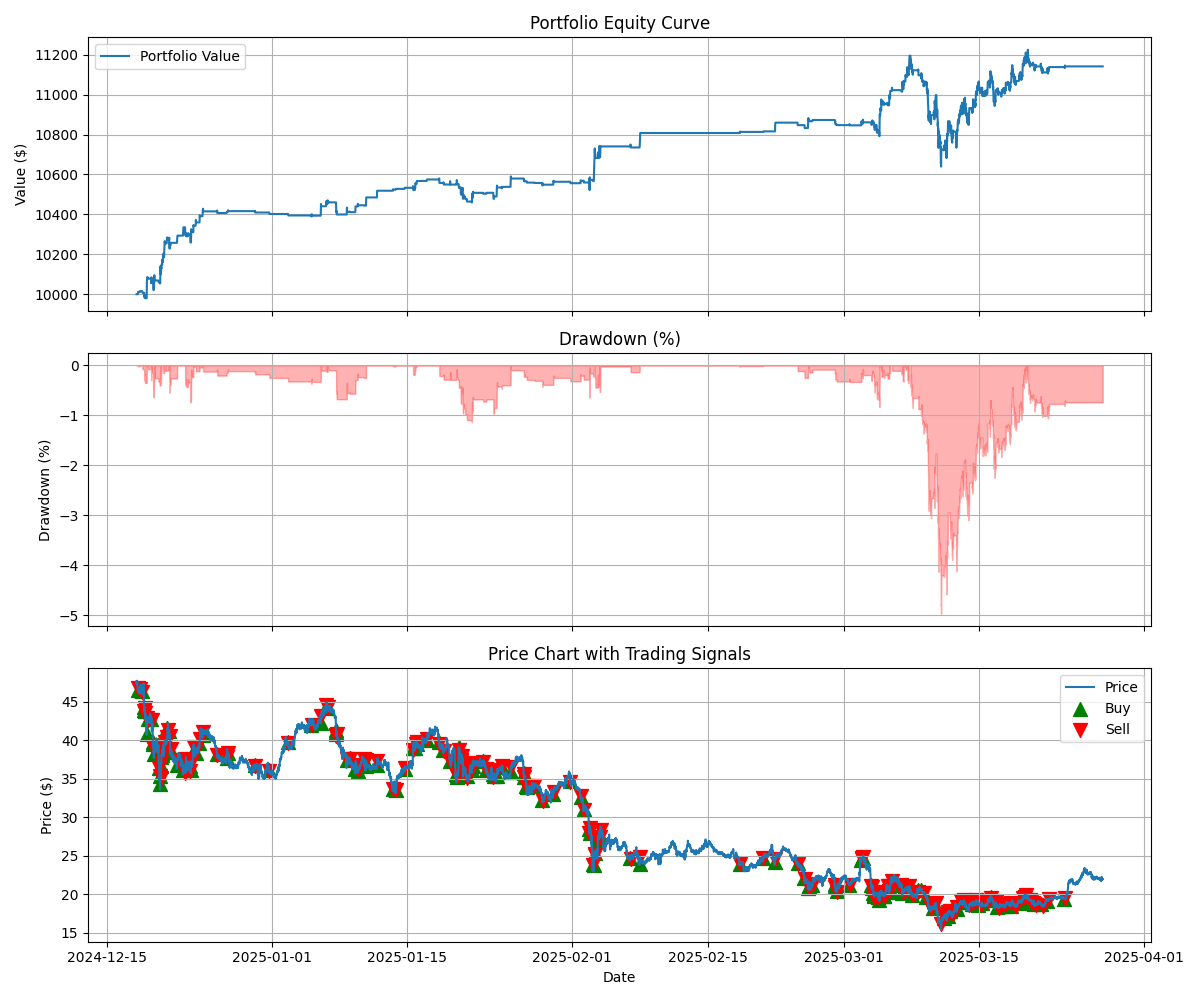 Portfolio Equity Curve
Portfolio Value
Value ($)
11200
11000
10800
10600
10400
10200
10000
Drawdown (%)
Drawdown (%)
0
−1
−2
−3
−4
−5
Price Chart with Trading Signals
Price
Buy
Sell
Price ($)
45
40
35
30
25
20
15
2024-12-15
2025-01-01
2025-01-15
2025-02-01
2025-02-15
2025-03-01
2025-03-15
2025-04-01
Date